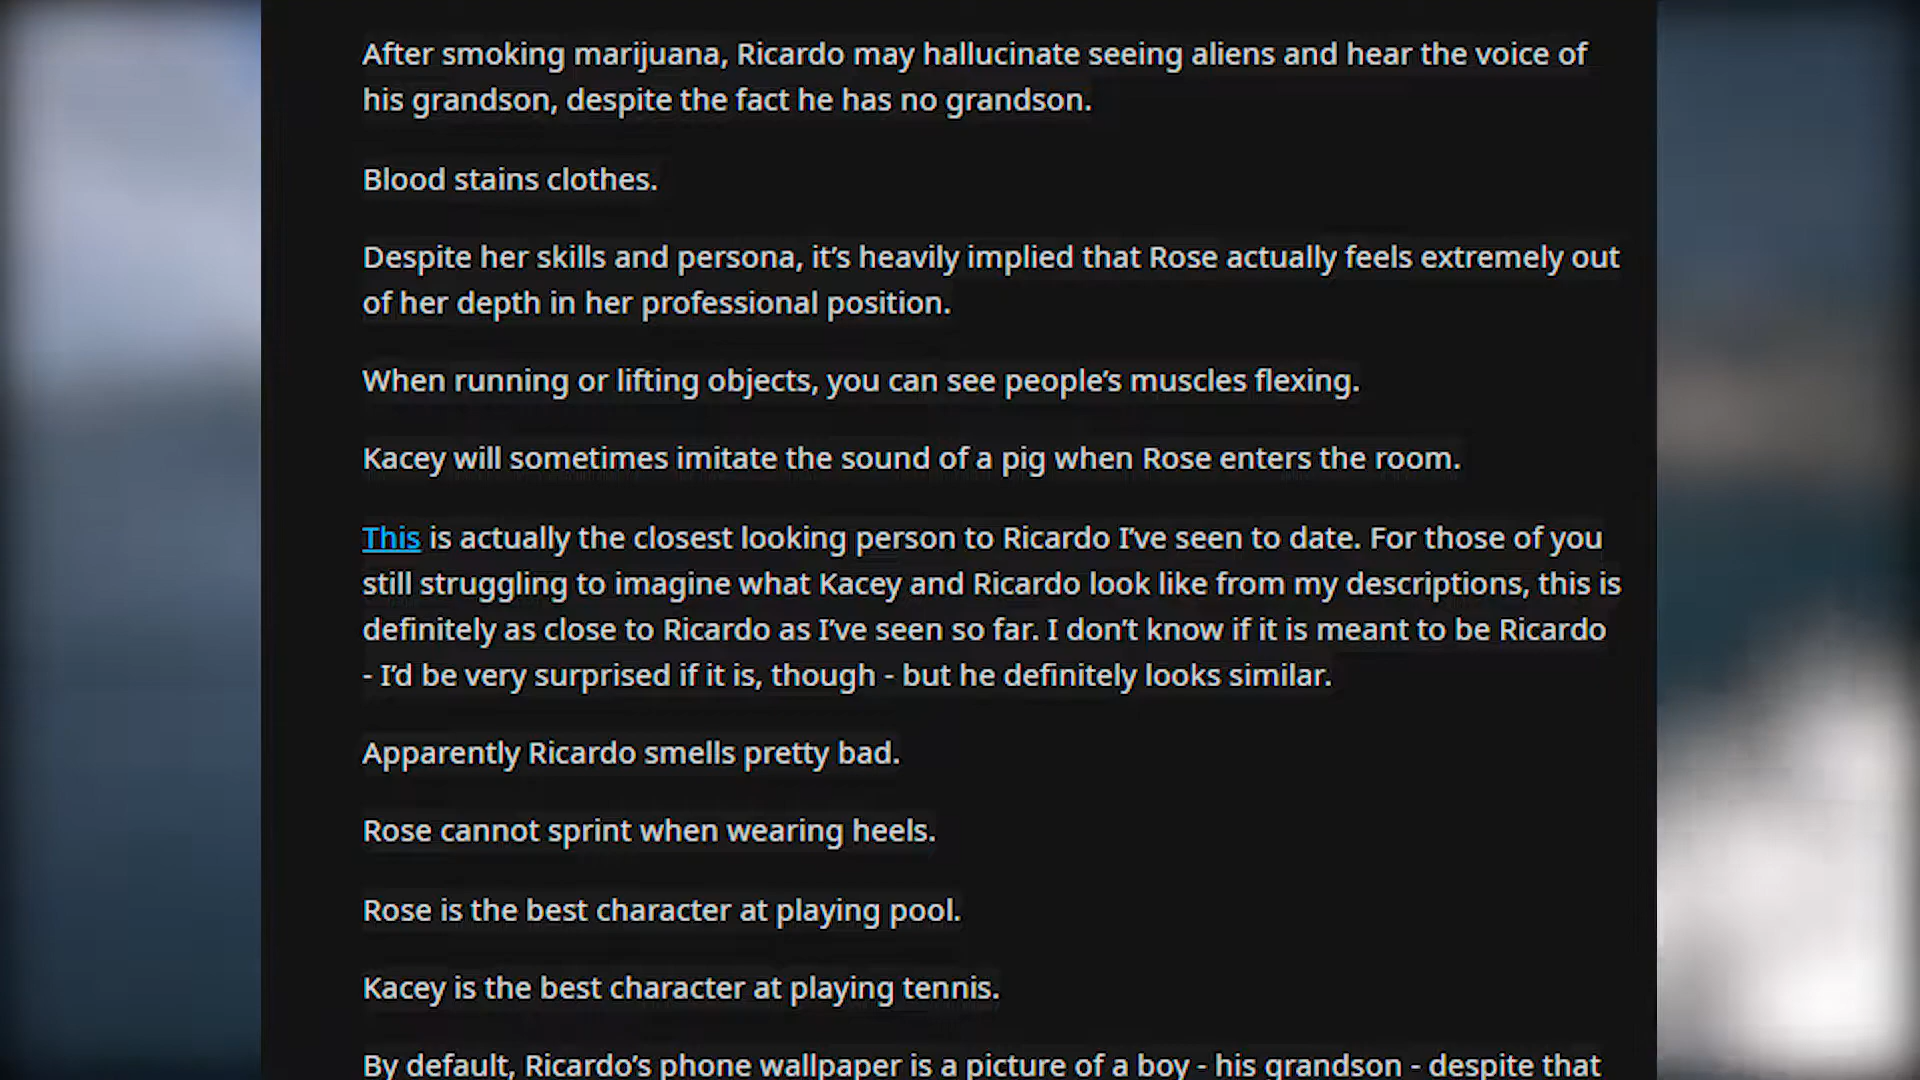 After smoking marijuana, Ricardo may hallucinate seeing aliens and hear the voice of
his grandson, despite the fact he has no grandson.
Blood stains clothes.
Despite her skills and persona, it’s heavily implied that Rose actually feels extremely out
of her depth in her professional position.
When running or lifting objects, you can see people’s muscles flexing.
Kacey will sometimes imitate the sound of a pig when Rose enters the room.
This is actually the closest looking person to Ricardo I’ve seen to date. For those of you
still struggling to imagine what Kacey and Ricardo look like from my descriptions, this is
definitely as close to Ricardo as I’ve seen so far. I don’t know if it is meant to be Ricardo
- I’d be very surprised if it is, though - but he definitely looks similar.
Apparently Ricardo smells pretty bad.
Rose cannot sprint when wearing heels.
Rose is the best character at playing pool.
Kacey is the best character at playing tennis.
By default, Ricardo’s phone wallpaper is a picture of a boy - his grandson - despite that